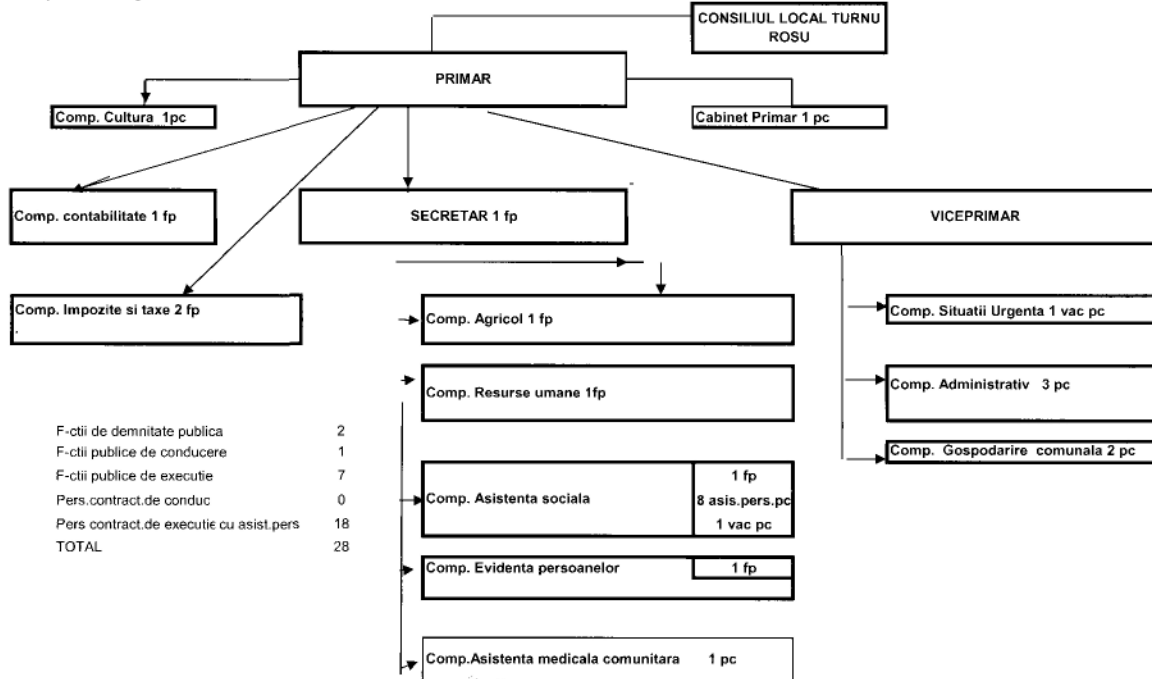 CONSILIUL LOCAL TURNU
ROSU
PRIMAR
Comp. Cultura 1pc
Cabinet Primar 1 pc
Comp. contabilitate 1 fp
SECRETAR 1 fp
VICEPRIMAR
Comp. Impozite si taxe 2 fp
Comp. Agricol 1 fp
Comp. Situatii Urgenta 1 vac pc
Comp. Resurse umane 1fp
Comp. Administrativ 3 pc
Comp. Gospodarire comunala 2 pc
F-ctii de demnitate publica 2
F-ctii publice de conducere 1
F-ctii publice de executie 7
Pers.contract.de conduc 0
Pers contract.de executie cu asist.pers 18
TOTAL 28
Comp. Asistenta sociala
1 fp
8 asis.pers.pc
1 vac pc
Comp. Evidenta persoanelor 1 fp
Comp.Asistenta medicala comunitara 1 pc